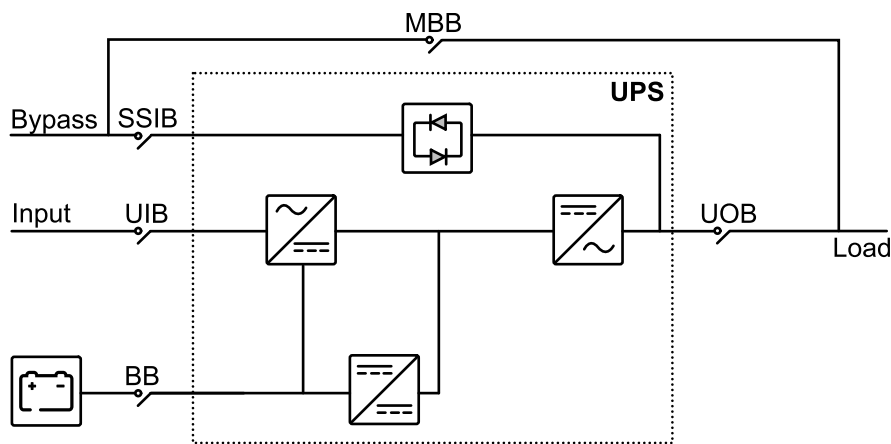 MBB
UPS
Bypass
SSIB
Input
UIB
UOB
Load
BB